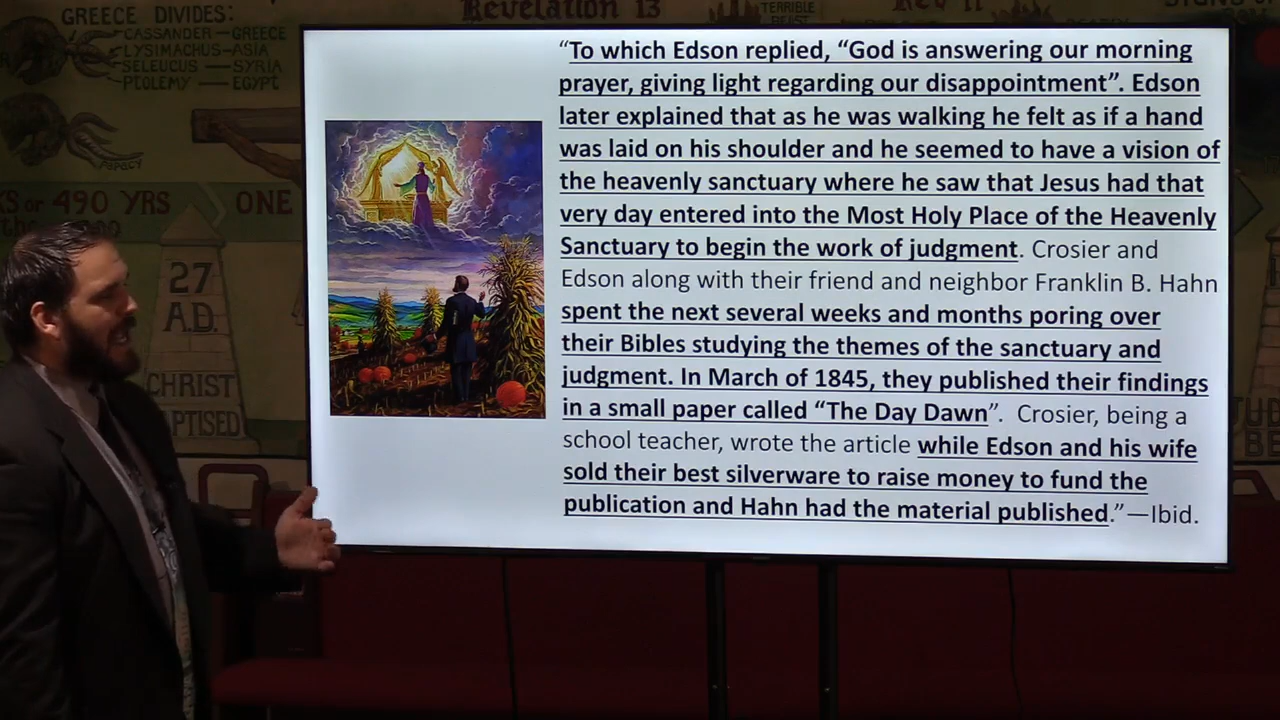 GREECE DIVIDES:
CASSANDER — GREECE
LYSIMACHUS — ASIA
SELEUCUS — SYRIA
PTOLEMY — EGYPT
PAPACY
Revelation 13
TERRIBLE
BEAST
Rev 17
or 490 YRS
ONE
27
A.D.
CHRIST
“To which Edson replied, “God is answering our morning
prayer, giving light regarding our disappointment”. Edson
later explained that as he was walking he felt as if a hand
was laid on his shoulder and he seemed to have a vision of
the heavenly sanctuary where he saw that Jesus had that
very day entered into the Most Holy Place of the Heavenly
Sanctuary to begin the work of judgment. Crosier and
Edson along with their friend and neighbor Franklin B. Hahn
spent the next several weeks and months poring over
their Bibles studying the themes of the sanctuary and
judgment. In March of 1845, they published their findings
in a small paper called “The Day Dawn”. Crosier, being a
school teacher, wrote the article while Edson and his wife
sold their best silverware to raise money to fund the
publication and Hahn had the material published.”—Ibid.